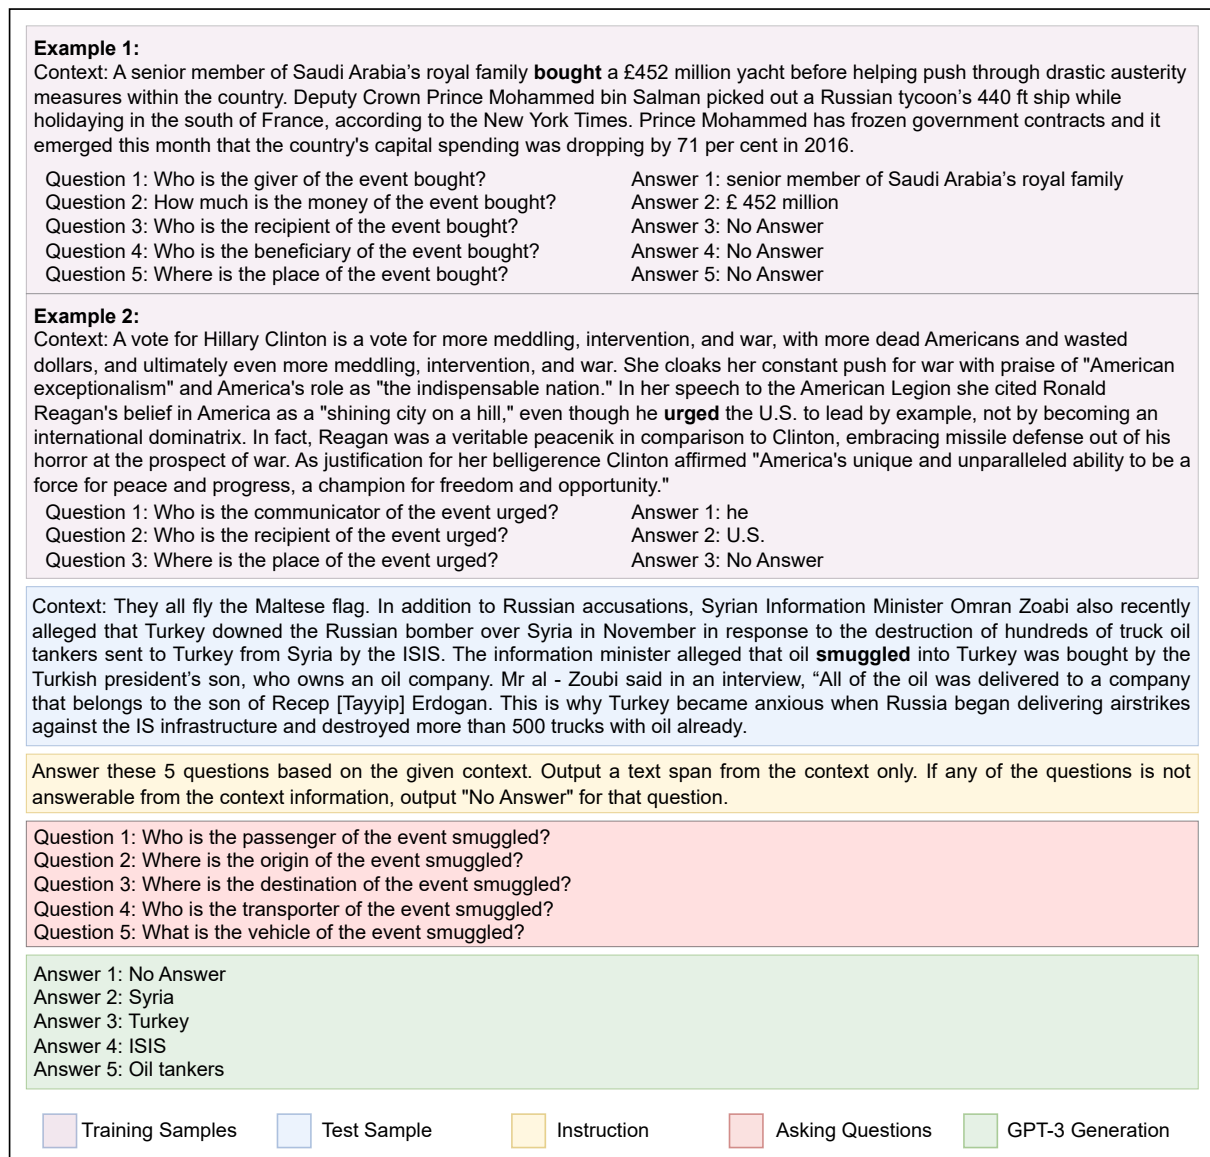 Example 1:
Context: A senior member of Saudi Arabia's royal family bought a £452 million yacht before helping push through drastic austerity
measures within the country. Deputy Crown Prince Mohammed bin Salman picked out a Russian tycoon's 440 ft ship while
holidaying in the south of France, according to the New York Times. Prince Mohammed has frozen government contracts and it
emerged this month that the country's capital spending was dropping by 71 per cent in 2016.
Question 1: Who is the giver of the event bought? Answer 1: senior member of Saudi Arabia's royal family
Question 2: How much is the money of the event bought? Answer 2: £ 452 million
Question 3: Who is the recipient of the event bought? Answer 3: No Answer
Question 4: Who is the beneficiary of the event bought? Answer 4: No Answer
Question 5: Where is the place of the event bought? Answer 5: No Answer
Example 2:
Context: A vote for Hillary Clinton is a vote for more meddling, intervention, and war, with more dead Americans and wasted
dollars, and ultimately even more meddling, intervention, and war. She cloaks her constant push for war with praise of "American
exceptionalism" and America's role as "the indispensable nation." In her speech to the American Legion she cited Ronald
Reagan's belief in America as a "shining city on a hill," even though he urged the U.S. to lead by example, not by becoming an
international dominatrix. In fact, Reagan was a veritable peacenik in comparison to Clinton, embracing missile defense out of his
horror at the prospect of war. As justification for her belligerence Clinton affirmed "America's unique and unparalleled ability to be a
force for peace and progress, a champion for freedom and opportunity."
Question 1: Who is the communicator of the event urged? Answer 1: he
Question 2: Who is the recipient of the event urged? Answer 2: U.S.
Question 3: Where is the place of the event urged? Answer 3: No Answer
Context: They all fly the Maltese flag. In addition to Russian accusations, Syrian Information Minister Omran Zoabi also recently
alleged that Turkey downed the Russian bomber over Syria in November in response to the destruction of hundreds of truck oil
tankers sent to Turkey from Syria by the ISIS. The information minister alleged that oil smuggled into Turkey was bought by the
Turkish president's son, who owns an oil company. Mr al - Zoubi said in an interview, “All of the oil was delivered to a company
that belongs to the son of Recep [Tayyip] Erdogan. This is why Turkey became anxious when Russia began delivering airstrikes
against the IS infrastructure and destroyed more than 500 trucks with oil already.
Answer these 5 questions based on the given context. Output a text span from the context only. If any of the questions is not
answerable from the context information, output "No Answer" for that question.
Question 1: Who is the passenger of the event smuggled?
Question 2: Where is the origin of the event smuggled?
Question 3: Where is the destination of the event smuggled?
Question 4: Who is the transporter of the event smuggled?
Question 5: What is the vehicle of the event smuggled?
Answer 1: No Answer
Answer 2: Syria
Answer 3: Turkey
Answer 4: ISIS
Answer 5: Oil tankers
Training Samples Test Sample Instruction Asking Questions GPT-3 Generation